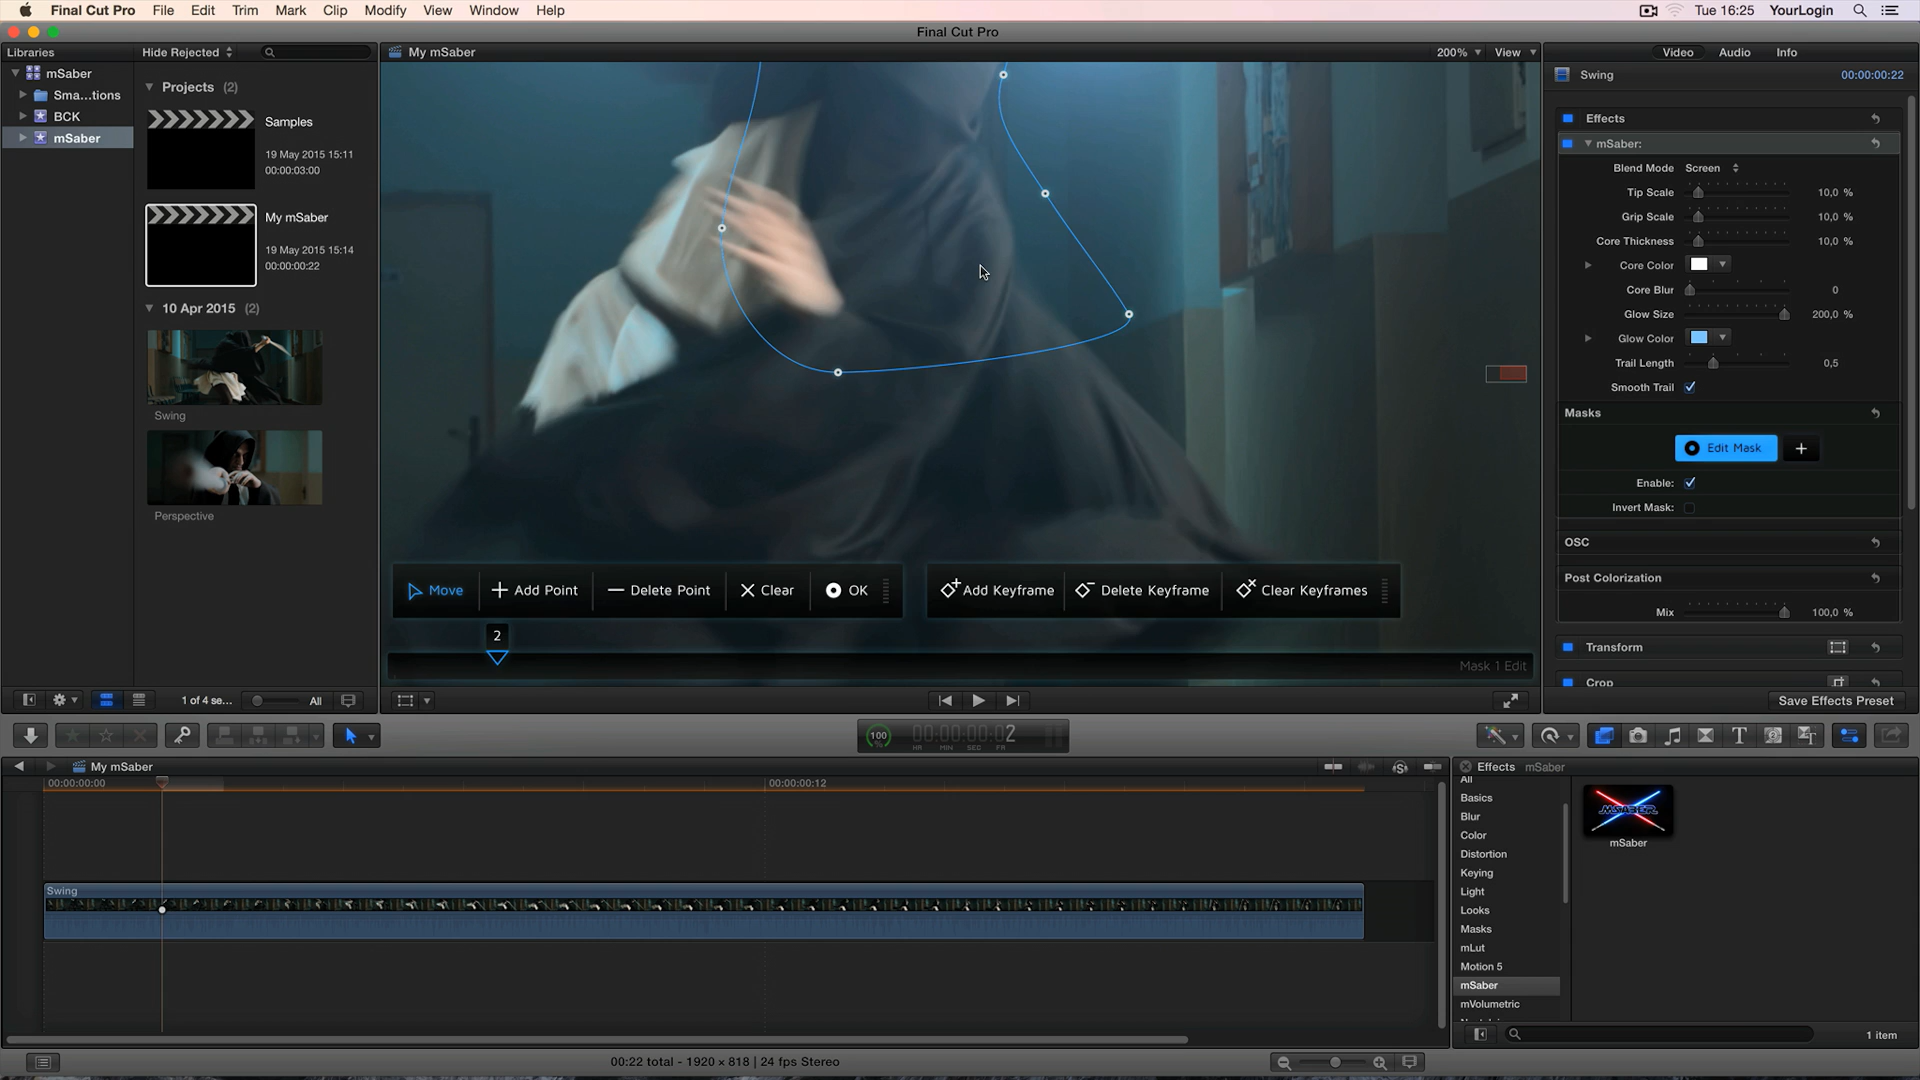 Final Cut Pro File Edit Trim Mark Clip Modify View Window Help
Tue 16:25 YourLogin
Final Cut Pro
Libraries
mSaber
Sma...tions
BCK
mSaber
Hide Rejected
Projects (2)
Samples
19 May 2015 15:11
00:00:03:00
My mSaber
19 May 2015 15:14
00:00:00:22
10 Apr 2015 (2)
Swing
Perspective
1 of 4 se... All
My mSaber
200% View
Move Add Point Delete Point Clear OK
Add Keyframe Delete Keyframe Clear Keyframes
2
Mask 1 Edit
Video Audio Info
Swing 00:00:00:22
Effects
mSaber:
Blend Mode Screen
Tip Scale 10,0 %
Grip Scale 10,0 %
Core Thickness 10,0 %
Core Color
Core Blur 0
Glow Size 200,0 %
Glow Color
Trail Length 0,5
Smooth Trail
Masks
Edit Mask +
Enable:
Invert Mask:
OSC
Post Colorization
Mix 100,0 %
Transform
Crop
Save Effects Preset
100 %
00:00:00:02
HR MIN SEC FR
My mSaber
00:00:00:00 00:00:00:12
Swing
00:22 total - 1920 × 818 | 24 fps Stereo
Effects mSaber
All
Basics
Blur
Color
Distortion
Keying
Light
Looks
Masks
mLut
Motion 5
mSaber
mVolumetric
MSABER
mSaber
1 item